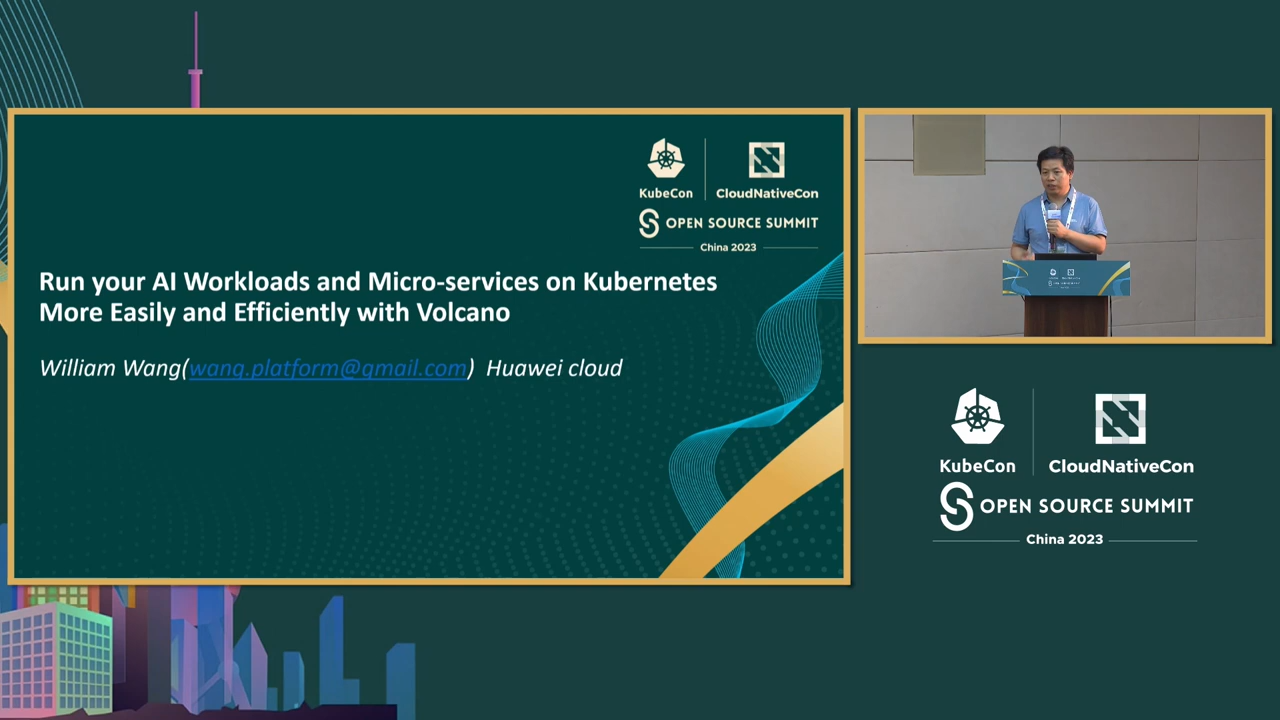 KubeCon
CloudNativeCon
OPEN SOURCE SUMMIT
China 2023
Run your AI Workloads and Micro-services on Kubernetes
More Easily and Efficiently with Volcano
William Wang(wang.platform@gmail.com) Huawei cloud
KubeCon
CloudNativeCon
OPEN SOURCE SUMMIT
China 2023